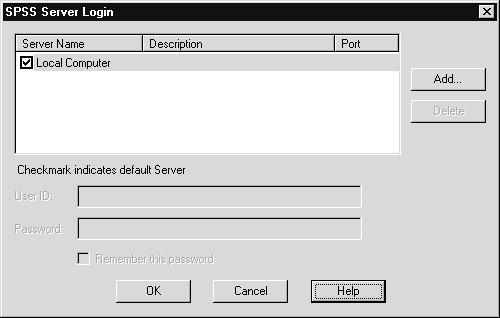 SPSS Server Login
Server Name Description Port
Local Computer
Add...
Delete
Checkmark indicates default Server
User ID:
Password:
Remember this password
OK Cancel Help